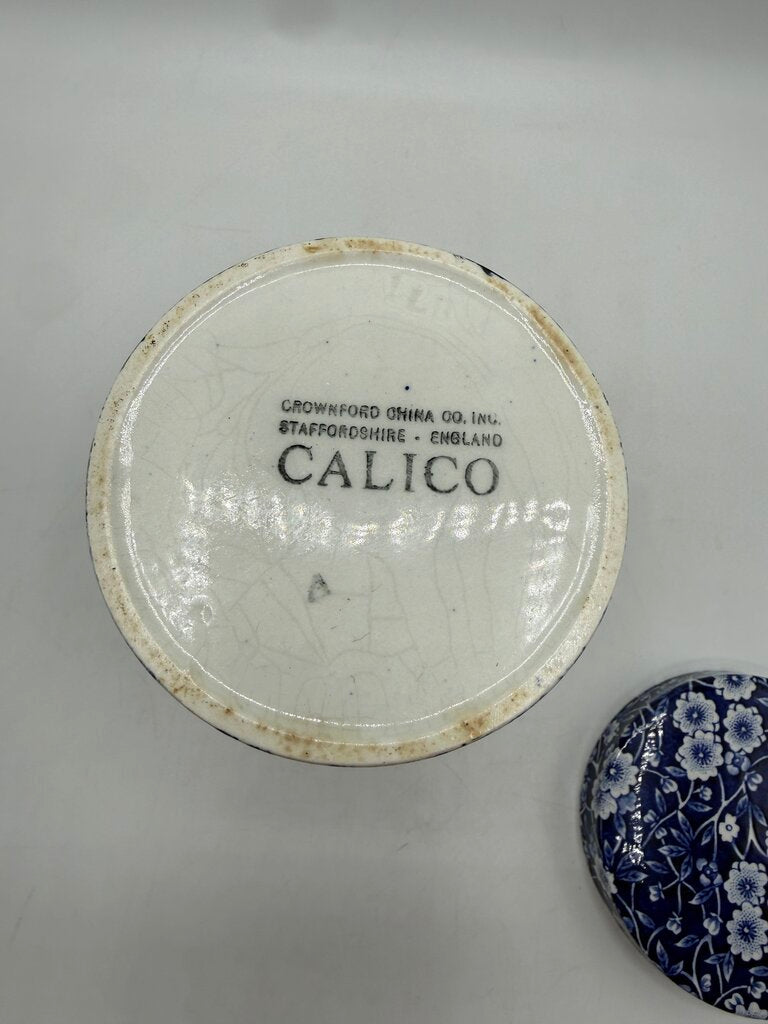 CROWNFORD CHINA CO. INC.
STAFFORDSHIRE - ENGLAND
CALICO